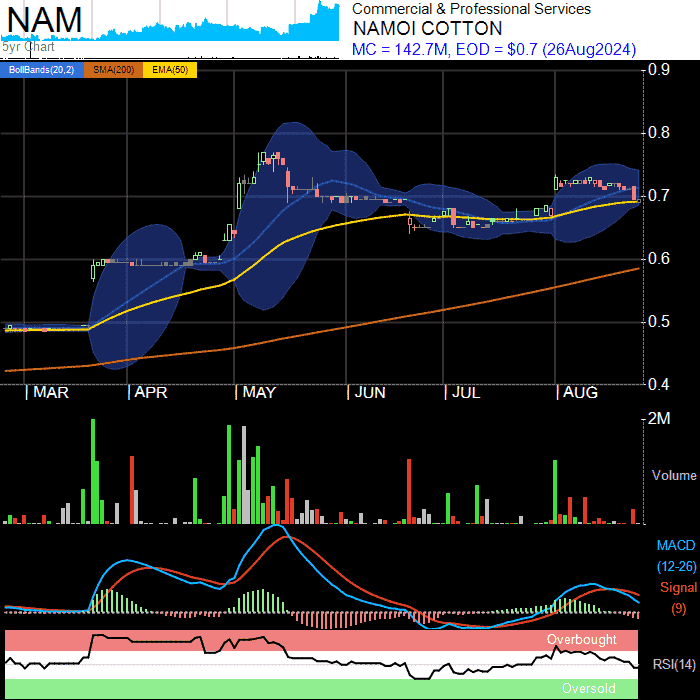 NAM
5yr Chart
Commercial & Professional Services
NAMOI COTTON
MC = 142.7M, EOD = $0.7 (26Aug2024)
BollBands(20,2) SMA(200) EMA(50)
0.9
0.8
0.7
0.6
0.5
0.4
MAR APR MAY JUN JUL AUG
2M
Volume
MACD
(12-26)
Signal
(9)
Overbought
RSI(14)
Oversold